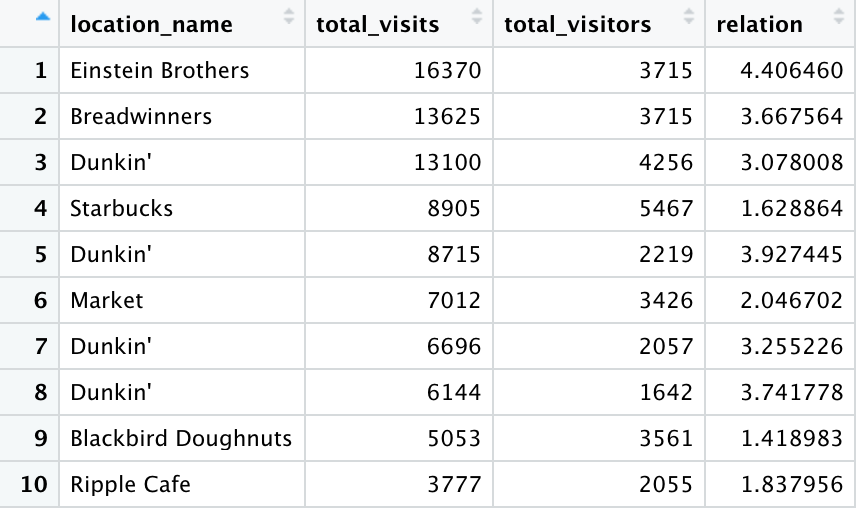 location_name total_visits total_visitors relation
1 Einstein Brothers 16370 3715 4.406460
2 Breadwinners 13625 3715 3.667564
3 Dunkin' 13100 4256 3.078008
4 Starbucks 8905 5467 1.628864
5 Dunkin' 8715 2219 3.927445
6 Market 7012 3426 2.046702
7 Dunkin' 6696 2057 3.255226
8 Dunkin' 6144 1642 3.741778
9 Blackbird Doughnuts 5053 3561 1.418983
10 Ripple Cafe 3777 2055 1.837956